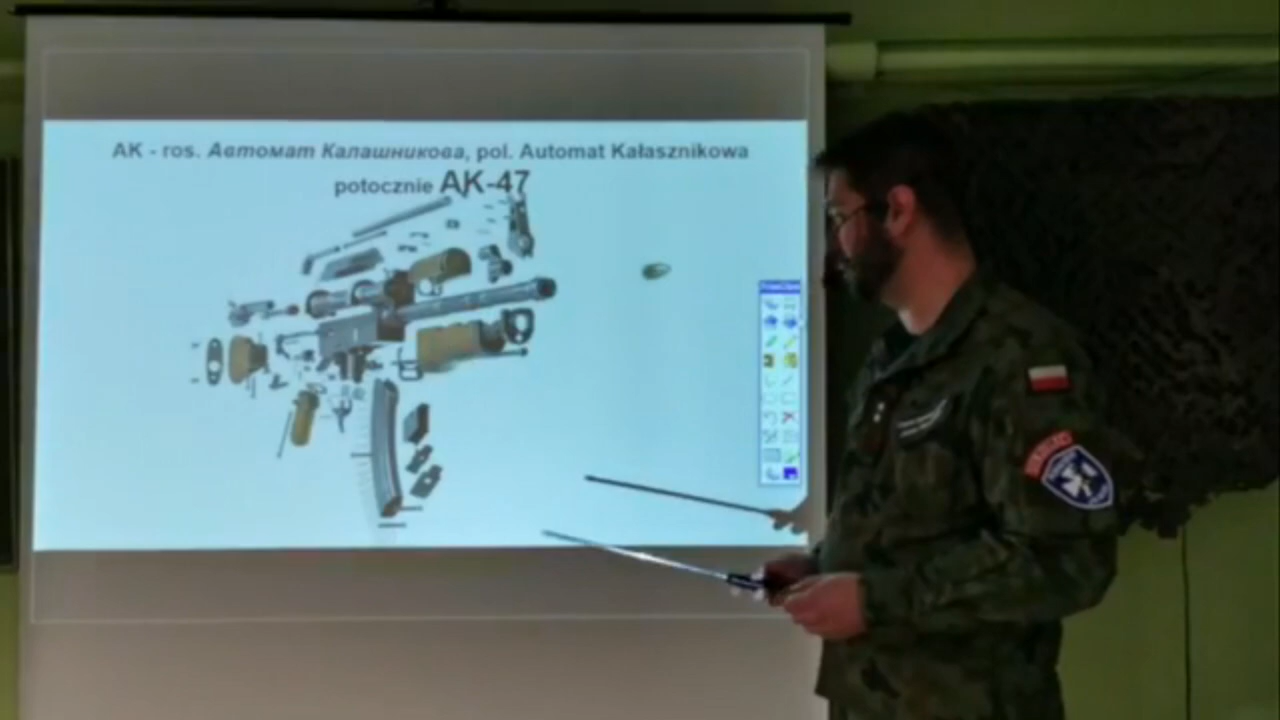 AK - ros. Автомат Калашникова, pol. Automat Kałasznikowa
potocznie AK-47